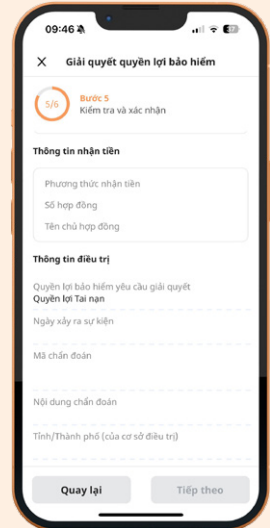 09:46
Giải quyết quyền lợi bảo hiểm
5/6
Bước 5
Kiểm tra và xác nhận
Thông tin nhận tiền
Phương thức nhận tiền
Số hợp đồng
Tên chủ hợp đồng
Thông tin điều trị
Quyền lợi bảo hiểm yêu cầu giải quyết
Quyền lợi Tai nạn
Ngày xảy ra sự kiện
Mã chẩn đoán
Nội dung chẩn đoán
Tỉnh/Thành phố (của cơ sở điều trị)
Quay lại
Tiếp theo